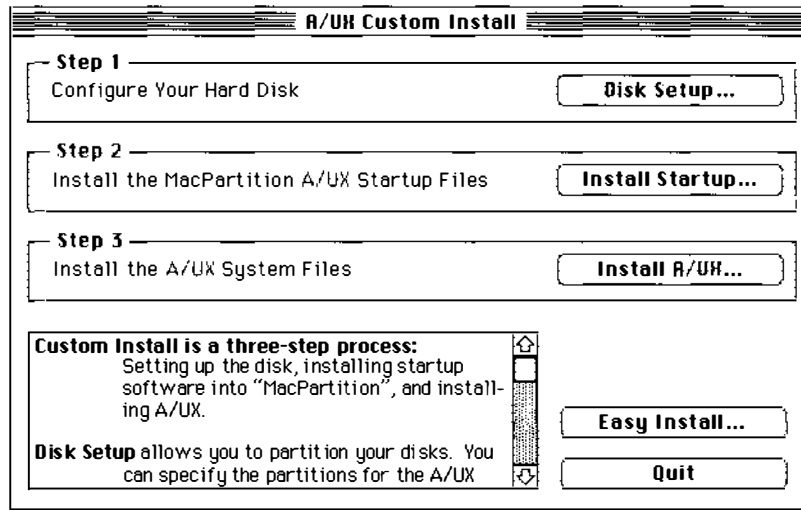 A/UX Custom Install
Step 1
Configure Your Hard Disk
Disk Setup...
Step 2
Install the MacPartition A/UX Startup Files
Install Startup...
Step 3
Install the A/UX System Files
Install A/UX...
Custom Install is a three-step process:
Setting up the disk, installing startup
software into “MacPartition”, and install-
ing A/UX.
Disk Setup allows you to partition your disks. You
can specify the partitions for the A/UX
Easy Install...
Quit